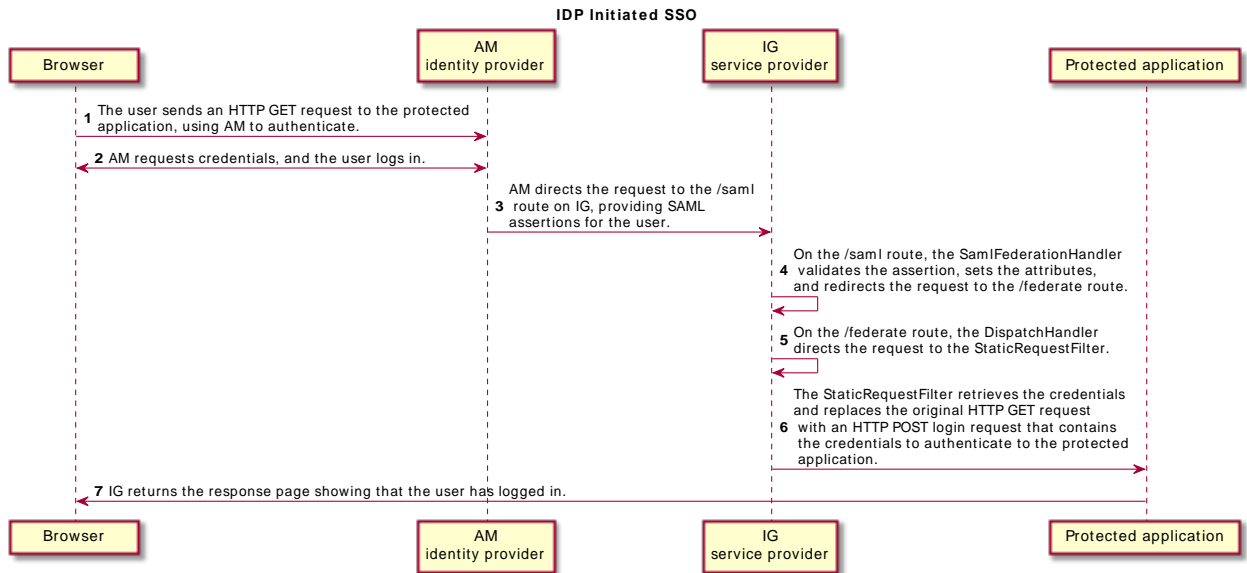 IDP Initiated SSO
Browser
AM
identity provider
IG
service provider
Protected application
1 The user sends an HTTP GET request to the protected
application, using AM to authenticate.
2 AM requests credentials, and the user logs in.
AM directs the request to the /saml
3 route on IG, providing SAML
assertions for the user.
On the /saml route, the SamlFederationHandler
4 validates the assertion, sets the attributes,
and redirects the request to the /federate route.
5 On the /federate route, the DispatchHandler
directs the request to the StaticRequestFilter.
The StaticRequestFilter retrieves the credentials
and replaces the original HTTP GET request
6 with an HTTP POST login request that contains
the credentials to authenticate to the protected
application.
7 IG returns the response page showing that the user has logged in.
Browser
AM
identity provider
IG
service provider
Protected application